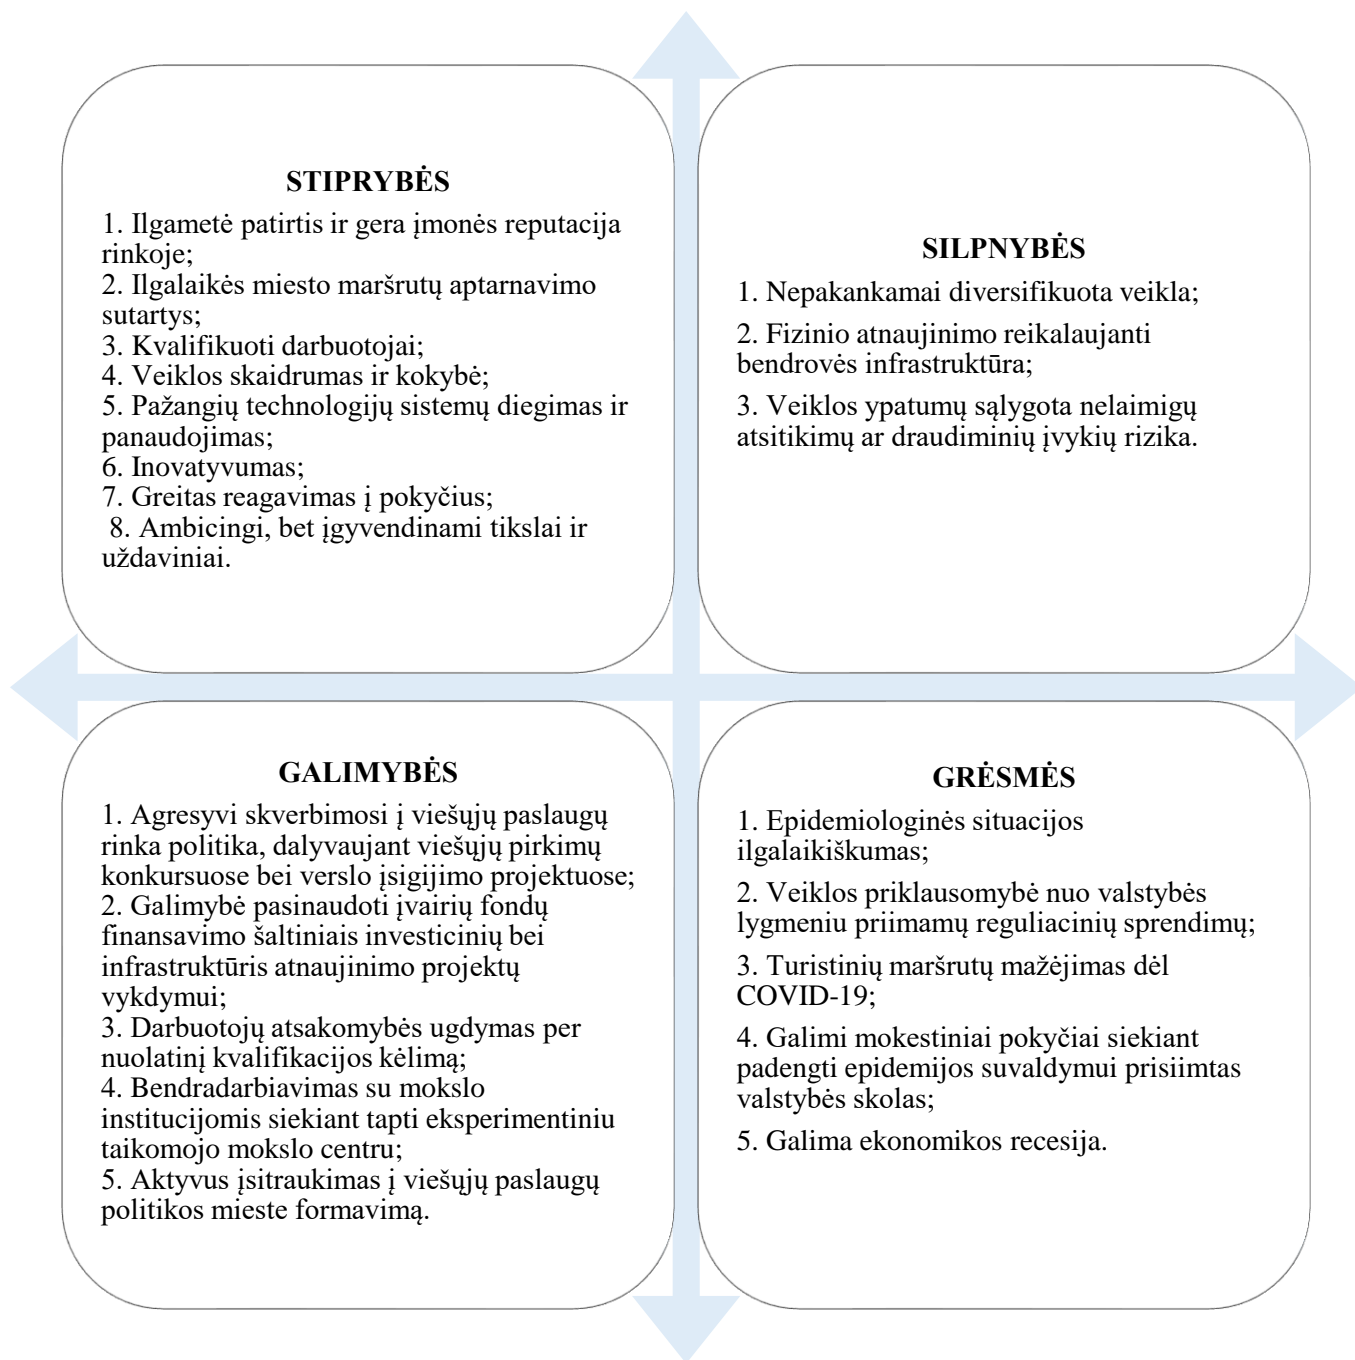 STIPRYBĖS
1. Ilgametė patirtis ir gera įmonės reputacija
rinkoje;
2. Ilgalaikės miesto maršrutų aptarnavimo
sutartys;
3. Kvalifikuoti darbuotojai;
4. Veiklos skaidrumas ir kokybė;
5. Pažangių technologijų sistemų diegimas ir
panaudojimas;
6. Inovatyvumas;
7. Greitas reagavimas į pokyčius;
8. Ambicingi, bet įgyvendinami tikslai ir
uždaviniai.
SILPNYBĖS
1. Nepakankamai diversifikuota veikla;
2. Fizinio atnaujinimo reikalaujanti
bendrovės infrastruktūra;
3. Veiklos ypatumų sąlygota nelaimigų
atsitikimų ar draudiminių įvykių rizika.
GALIMYBĖS
1. Agresyvi skverbimosi į viešųjų paslaugų
rinka politika, dalyvaujant viešųjų pirkimų
konkursuose bei verslo įsigijimo projektuose;
2. Galimybė pasinaudoti įvairių fondų
finansavimo šaltiniais investicinių bei
infrastruktūris atnaujinimo projektų
vykdymui;
3. Darbuotojų atsakomybės ugdymas per
nuolatinį kvalifikacijos kėlimą;
4. Bendradarbiavimas su mokslo
institucijomis siekiant tapti eksperimentiniu
taikomojo mokslo centru;
5. Aktyvus įsitraukimas į viešųjų paslaugų
politikos mieste formavimą.
GRĖSMĖS
1. Epidemiologinės situacijos
ilgalaikiškumas;
2. Veiklos priklausomybė nuo valstybės
lygmeniu priimamų reguliacinių sprendimų;
3. Turistinių maršrutų mažėjimas dėl
COVID-19;
4. Galimi mokestiniai pokyčiai siekiant
padengti epidemijos suvaldymui prisiimtas
valstybės skolas;
5. Galima ekonomikos recesija.